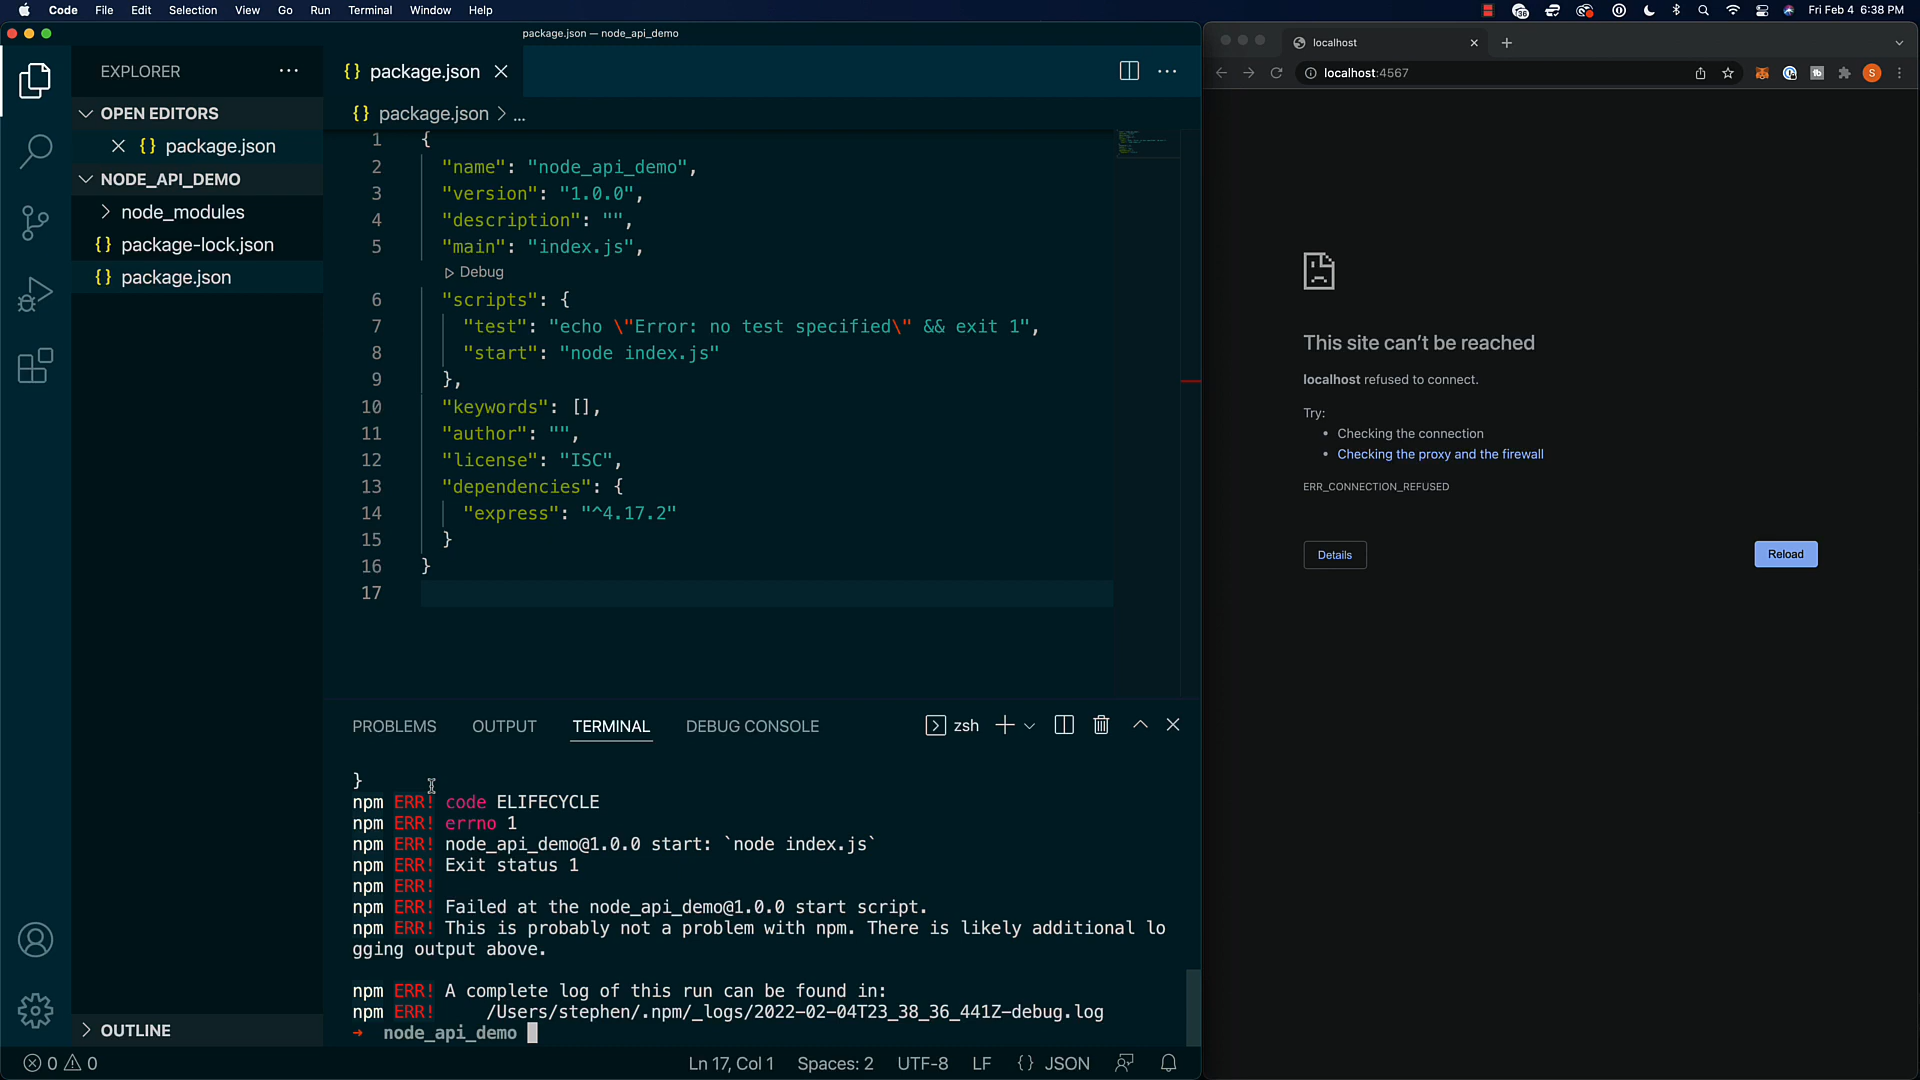 Code File Edit Selection View Go Run Terminal Window Help
36
Fri Feb 4 6:38 PM
package.json — node_api_demo
EXPLORER
OPEN EDITORS
{} package.json
NODE_API_DEMO
node_modules
{} package-lock.json
{} package.json
OUTLINE
{} package.json
{} package.json > ...
1 {
2 "name": "node_api_demo",
3 "version": "1.0.0",
4 "description": "",
5 "main": "index.js",
Debug
6 "scripts": {
7 "test": "echo \"Error: no test specified\" && exit 1",
8 "start": "node index.js"
9 },
10 "keywords": [],
11 "author": "",
12 "license": "ISC",
13 "dependencies": {
14 "express": "^4.17.2"
15 }
16 }
17
PROBLEMS OUTPUT TERMINAL DEBUG CONSOLE
zsh
}
npm ERR! code ELIFECYCLE
npm ERR! errno 1
npm ERR! node_api_demo@1.0.0 start: `node index.js`
npm ERR! Exit status 1
npm ERR!
npm ERR! Failed at the node_api_demo@1.0.0 start script.
npm ERR! This is probably not a problem with npm. There is likely additional lo
gging output above.
npm ERR! A complete log of this run can be found in:
npm ERR! /Users/stephen/.npm/_logs/2022-02-04T23_38_36_441Z-debug.log
➜ node_api_demo
0 0
Ln 17, Col 1 Spaces: 2 UTF-8 LF {} JSON
localhost
localhost:4567
tb
S
This site can’t be reached
localhost refused to connect.
Try:
• Checking the connection
• Checking the proxy and the firewall
ERR_CONNECTION_REFUSED
Details
Reload